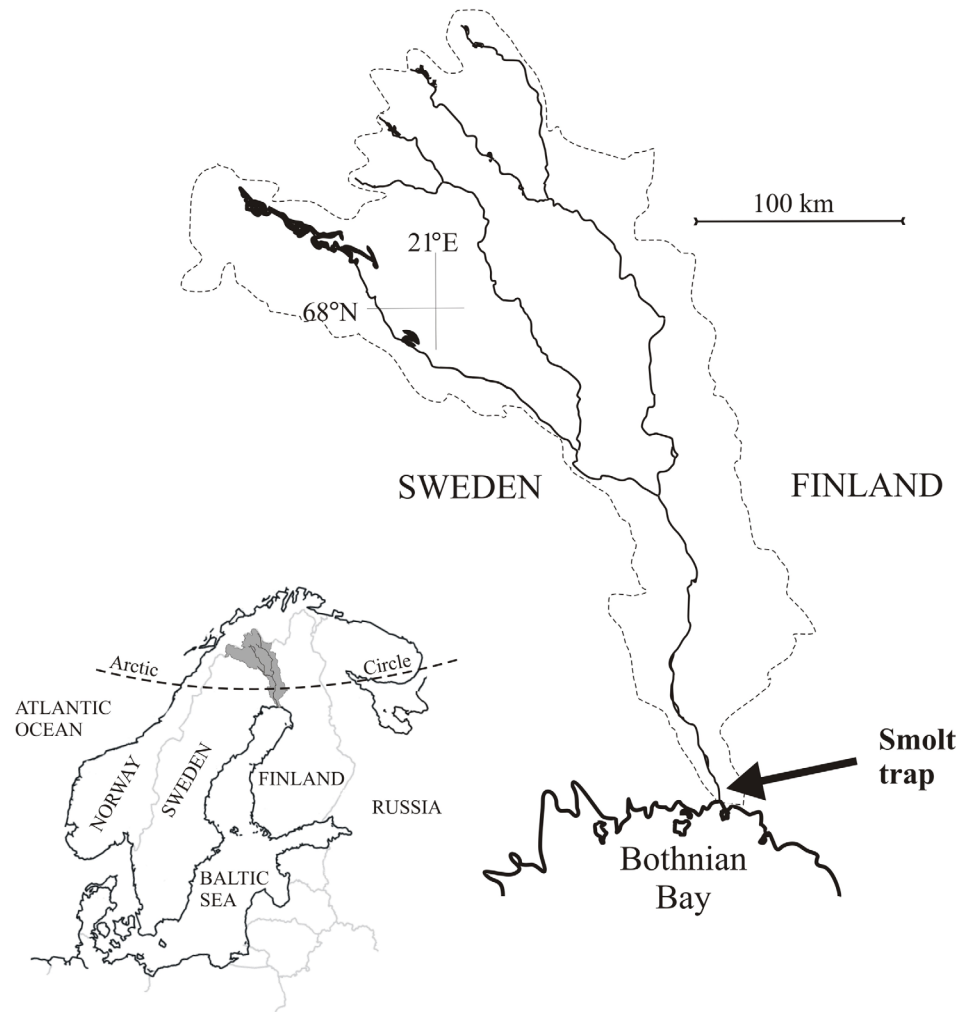 100 km
21°E
68°N
SWEDEN
FINLAND
Smolt
trap
Bothnian
Bay
Arctic
Circle
ATLANTIC
OCEAN
NORWAY
SWEDEN
FINLAND
RUSSIA
BALTIC
SEA